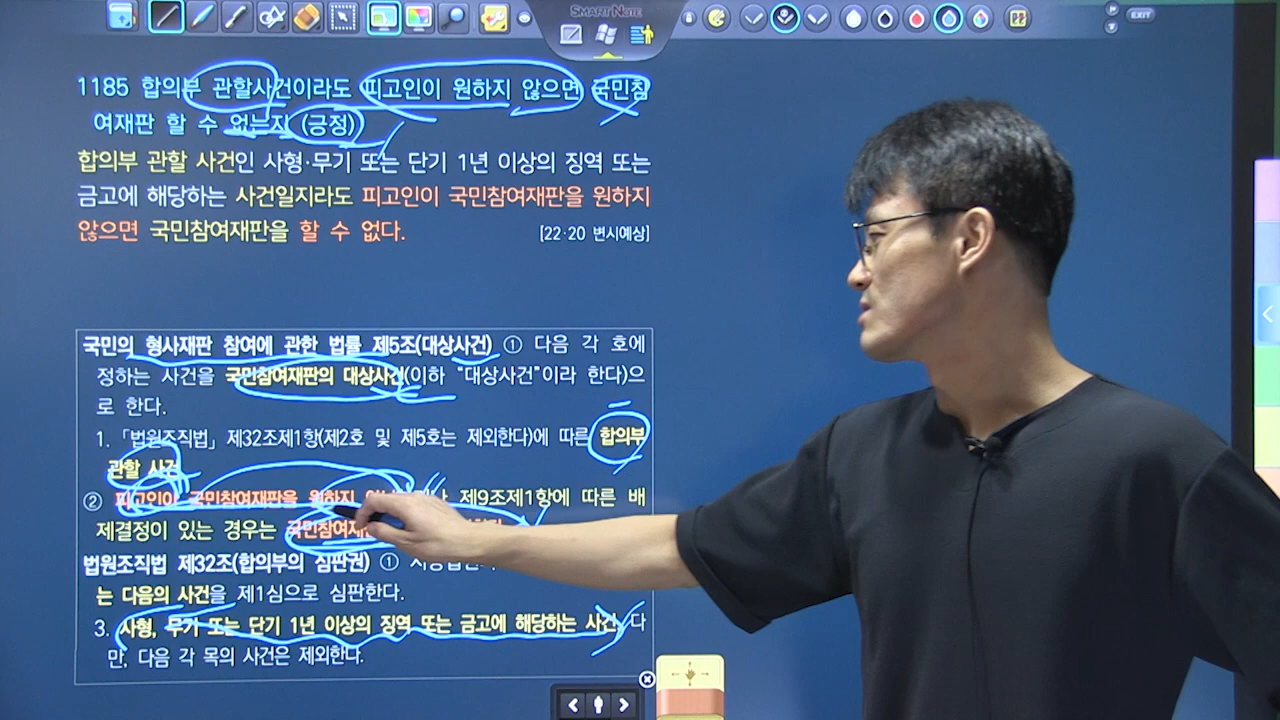 SMART NOTE
EXIT
1185 합의부 관할사건이라도 피고인이 원하지 않으면 국민참
여재판 할 수 없는지 (긍정)
합의부 관할 사건인 사형·무기 또는 단기 1년 이상의 징역 또는
금고에 해당하는 사건일지라도 피고인이 국민참여재판을 원하지
않으면 국민참여재판을 할 수 없다.
[22·20 변시예상]
국민의 형사재판 참여에 관한 법률 제5조(대상사건) ① 다음 각 호에
정하는 사건을 국민참여재판의 대상사건(이하 "대상사건"이라 한다)으
로 한다.
1. 「법원조직법」 제32조제1항(제2호 및 제5호는 제외한다)에 따른 합의부
관할 사건
② 피고인이 국민참여재판을 원하지 제9조제1항에 따른 배
제결정이 있는 경우는 국민참여재
법원조직법 제32조(합의부의 심판권) ①
는 다음의 사건을 제1심으로 심판한다.
3. 사형, 무기 또는 단기 1년 이상의 징역 또는 금고에 해당하는 사건. 다
만, 다음 각 목의 사건은 제외한다.